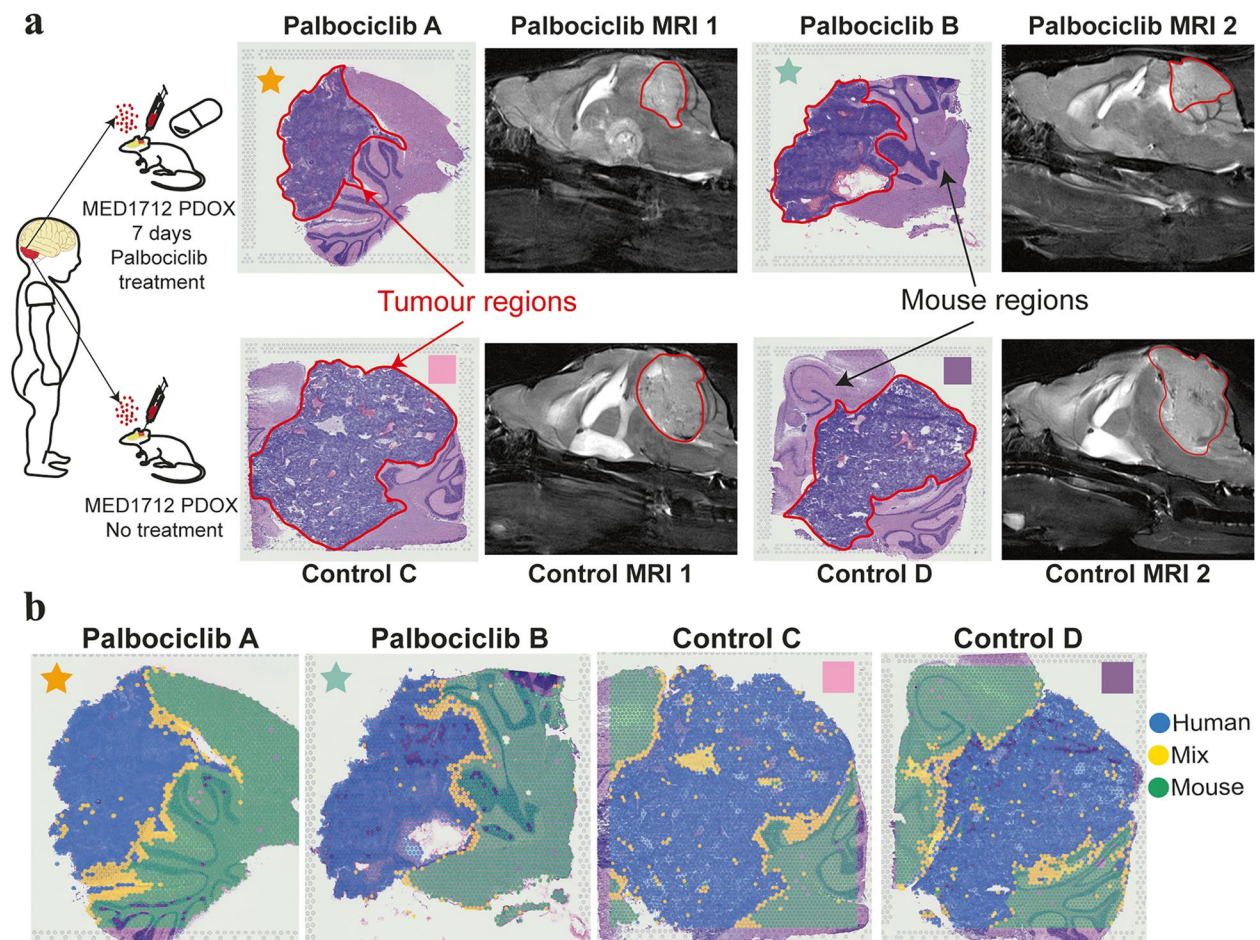 a
Palbociclib A
Palbociclib MRI 1
Palbociclib B
Palbociclib MRI 2
MED1712 PDOX
7 days
Palbociclib
treatment
Tumour regions
Mouse regions
MED1712 PDOX
No treatment
Control C
Control MRI 1
Control D
Control MRI 2
b
Palbociclib A
Palbociclib B
Control C
Control D
Human
Mix
Mouse